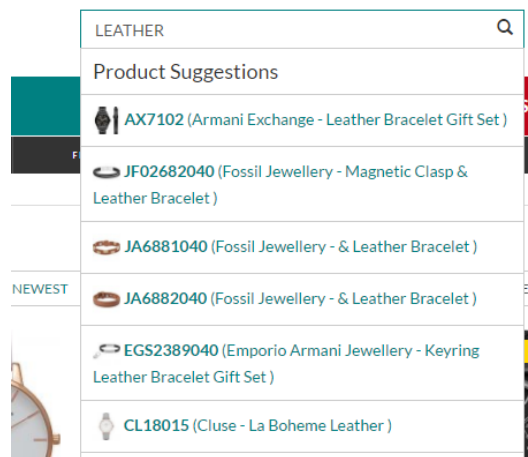 LEATHER
Product Suggestions
AX7102 (Armani Exchange - Leather Bracelet Gift Set )
JF02682040 (Fossil Jewellery - Magnetic Clasp &
Leather Bracelet )
JA6881040 (Fossil Jewellery - & Leather Bracelet )
NEWEST
JA6882040 (Fossil Jewellery - & Leather Bracelet )
EGS2389040 (Emporio Armani Jewellery - Keyring
Leather Bracelet Gift Set )
CL18015 (Cluse - La Boheme Leather )